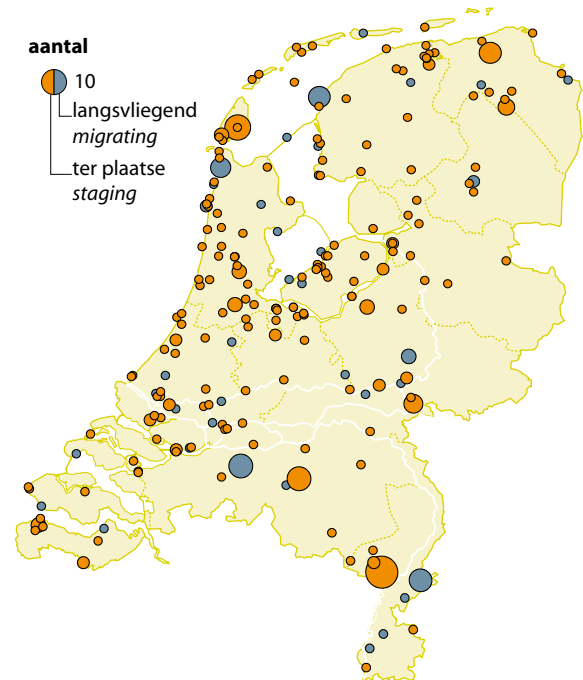 aantal
10
langsvliegend
migrating
ter plaatse
staging